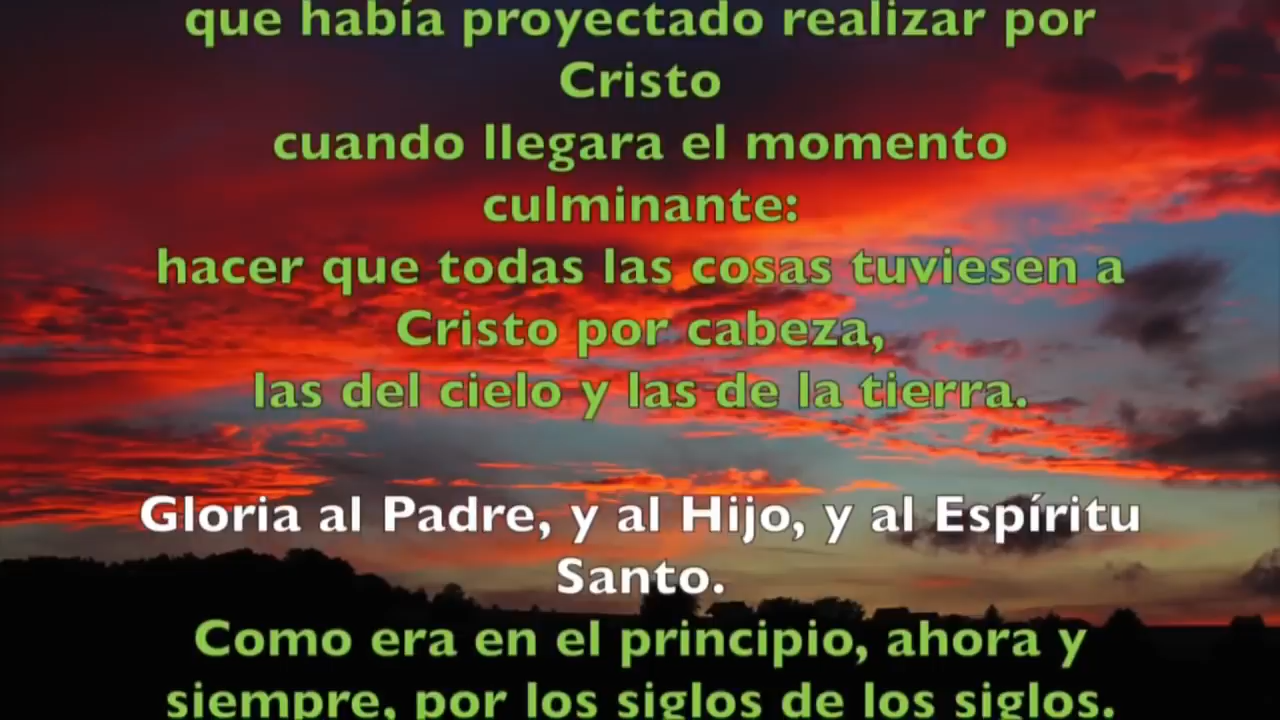 que había proyectado realizar por
Cristo
cuando llegara el momento
culminante:
hacer que todas las cosas tuviesen a
Cristo por cabeza,
las del cielo y las de la tierra.
Gloria al Padre, y al Hijo, y al Espíritu
Santo.
Como era en el principio, ahora y
siempre, por los siglos de los siglos.